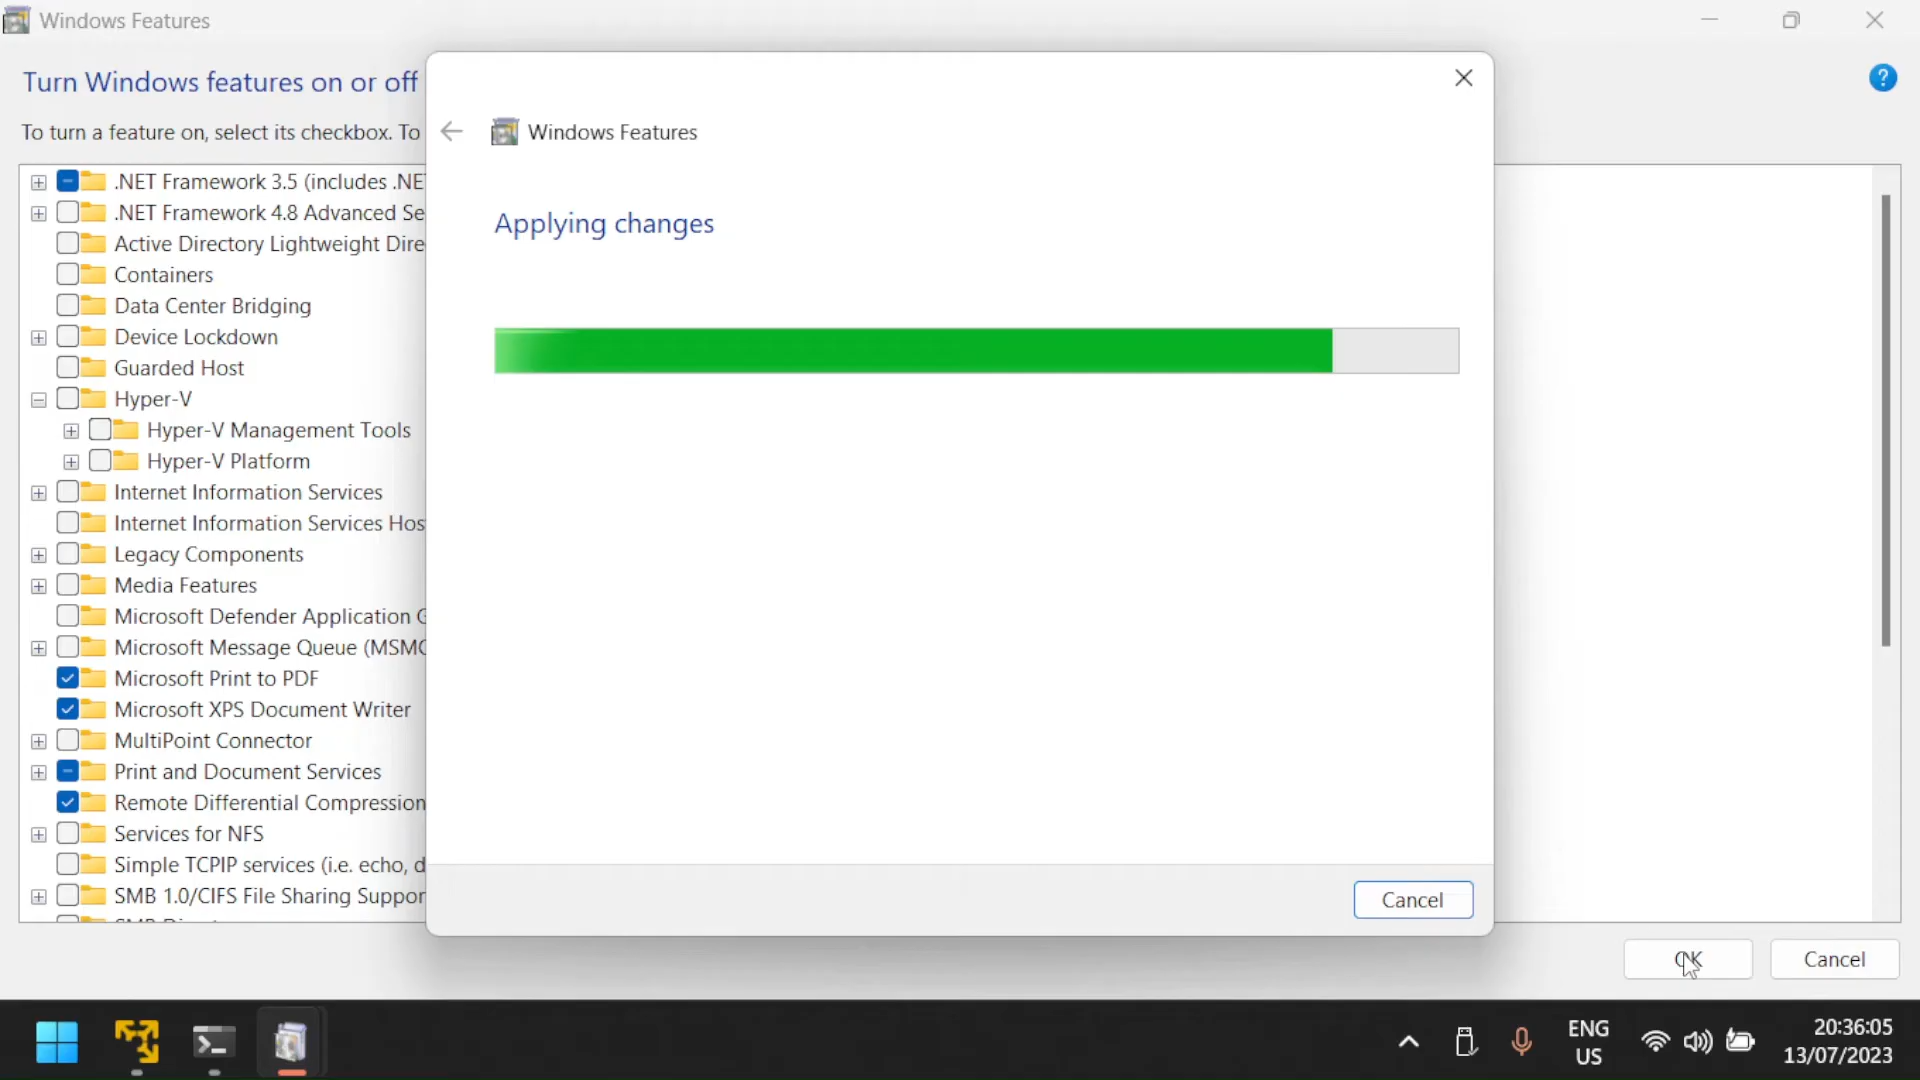 Windows Features
Turn Windows features on or off
To turn a feature on, select its checkbox. To
.NET Framework 3.5 (includes .NE
.NET Framework 4.8 Advanced Se
Active Directory Lightweight Dire
Containers
Data Center Bridging
Device Lockdown
Guarded Host
Hyper-V
Hyper-V Management Tools
Hyper-V Platform
Internet Information Services
Internet Information Services Hos
Legacy Components
Media Features
Microsoft Defender Application G
Microsoft Message Queue (MSMQ
Microsoft Print to PDF
Microsoft XPS Document Writer
MultiPoint Connector
Print and Document Services
Remote Differential Compression
Services for NFS
Simple TCPIP services (i.e. echo, d
SMB 1.0/CIFS File Sharing Suppor
Windows Features
Applying changes
Cancel
OK
Cancel
ENG
US
20:36:05
13/07/2023